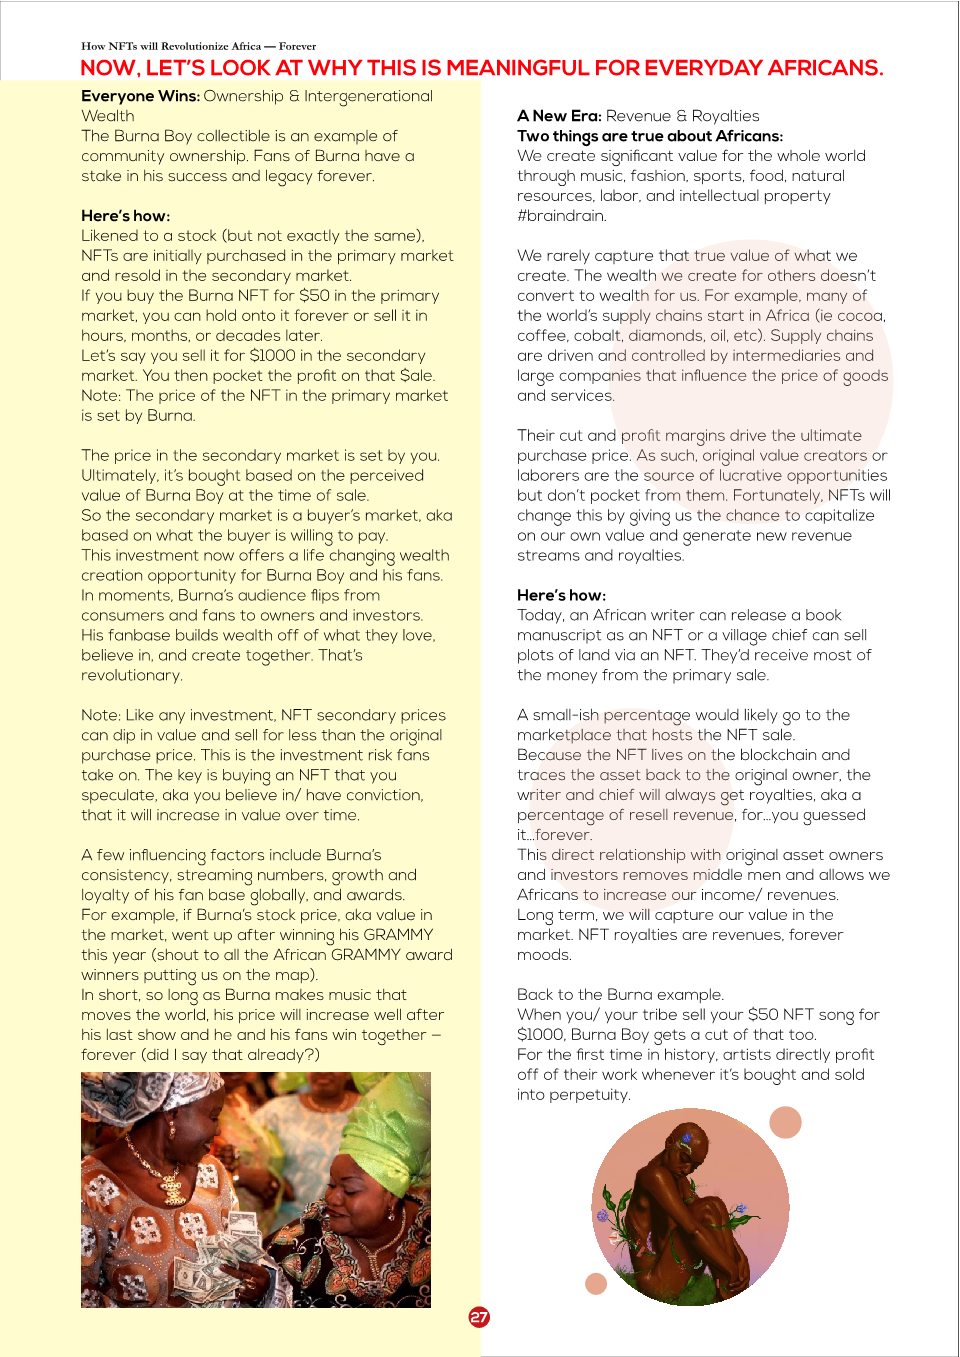 How NFTs will Revolutionize Africa — Forever
NOW, LET'S LOOK AT WHY THIS IS MEANINGFUL FOR EVERYDAY AFRICANS.
Everyone Wins: Ownership & Intergenerational
Wealth
The Burna Boy collectible is an example of
community ownership. Fans of Burna have a
stake in his success and legacy forever.
Here's how:
Likened to a stock (but not exactly the same),
NFTs are initially purchased in the primary market
and resold in the secondary market.
If you buy the Burna NFT for $50 in the primary
market, you can hold onto it forever or sell it in
hours, months, or decades later.
Let's say you sell it for $1000 in the secondary
market. You then pocket the profit on that $ale.
Note: The price of the NFT in the primary market
is set by Burna.
The price in the secondary market is set by you.
Ultimately, it's bought based on the perceived
value of Burna Boy at the time of sale.
So the secondary market is a buyer's market, aka
based on what the buyer is willing to pay.
This investment now offers a life changing wealth
creation opportunity for Burna Boy and his fans.
In moments, Burna's audience flips from
consumers and fans to owners and investors.
His fanbase builds wealth off of what they love,
believe in, and create together. That's
revolutionary.
Note: Like any investment, NFT secondary prices
can dip in value and sell for less than the original
purchase price. This is the investment risk fans
take on. The key is buying an NFT that you
speculate, aka you believe in/ have conviction,
that it will increase in value over time.
A few influencing factors include Burna's
consistency, streaming numbers, growth and
loyalty of his fan base globally, and awards.
For example, if Burna's stock price, aka value in
the market, went up after winning his GRAMMY
this year (shout to all the African GRAMMY award
winners putting us on the map).
In short, so long as Burna makes music that
moves the world, his price will increase well after
his last show and he and his fans win together —
forever (did I say that already?)
A New Era: Revenue & Royalties
Two things are true about Africans:
We create significant value for the whole world
through music, fashion, sports, food, natural
resources, labor, and intellectual property
#braindrain.
We rarely capture that true value of what we
create. The wealth we create for others doesn't
convert to wealth for us. For example, many of
the world's supply chains start in Africa (ie cocoa,
coffee, cobalt, diamonds, oil, etc). Supply chains
are driven and controlled by intermediaries and
large companies that influence the price of goods
and services.
Their cut and profit margins drive the ultimate
purchase price. As such, original value creators or
laborers are the source of lucrative opportunities
but don't pocket from them. Fortunately, NFTs will
change this by giving us the chance to capitalize
on our own value and generate new revenue
streams and royalties.
Here's how:
Today, an African writer can release a book
manuscript as an NFT or a village chief can sell
plots of land via an NFT. They'd receive most of
the money from the primary sale.
A small-ish percentage would likely go to the
marketplace that hosts the NFT sale.
Because the NFT lives on the blockchain and
traces the asset back to the original owner, the
writer and chief will always get royalties, aka a
percentage of resell revenue, for…you guessed
it…forever.
This direct relationship with original asset owners
and investors removes middle men and allows we
Africans to increase our income/ revenues.
Long term, we will capture our value in the
market. NFT royalties are revenues, forever
moods.
Back to the Burna example.
When you/ your tribe sell your $50 NFT song for
$1000, Burna Boy gets a cut of that too.
For the first time in history, artists directly profit
off of their work whenever it's bought and sold
into perpetuity.
27